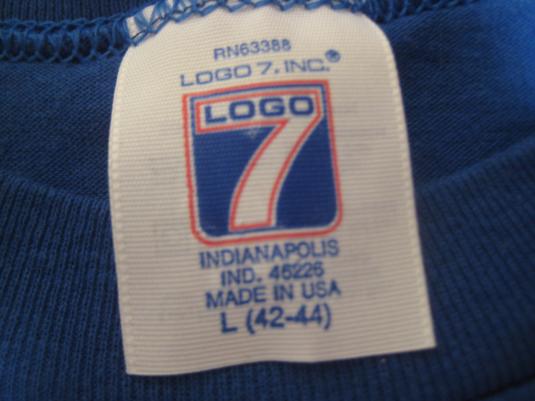 RN63388
LOGO 7, INC.®
LOGO
7
INDIANAPOLIS
IND. 46226
MADE IN USA
L (42-44)